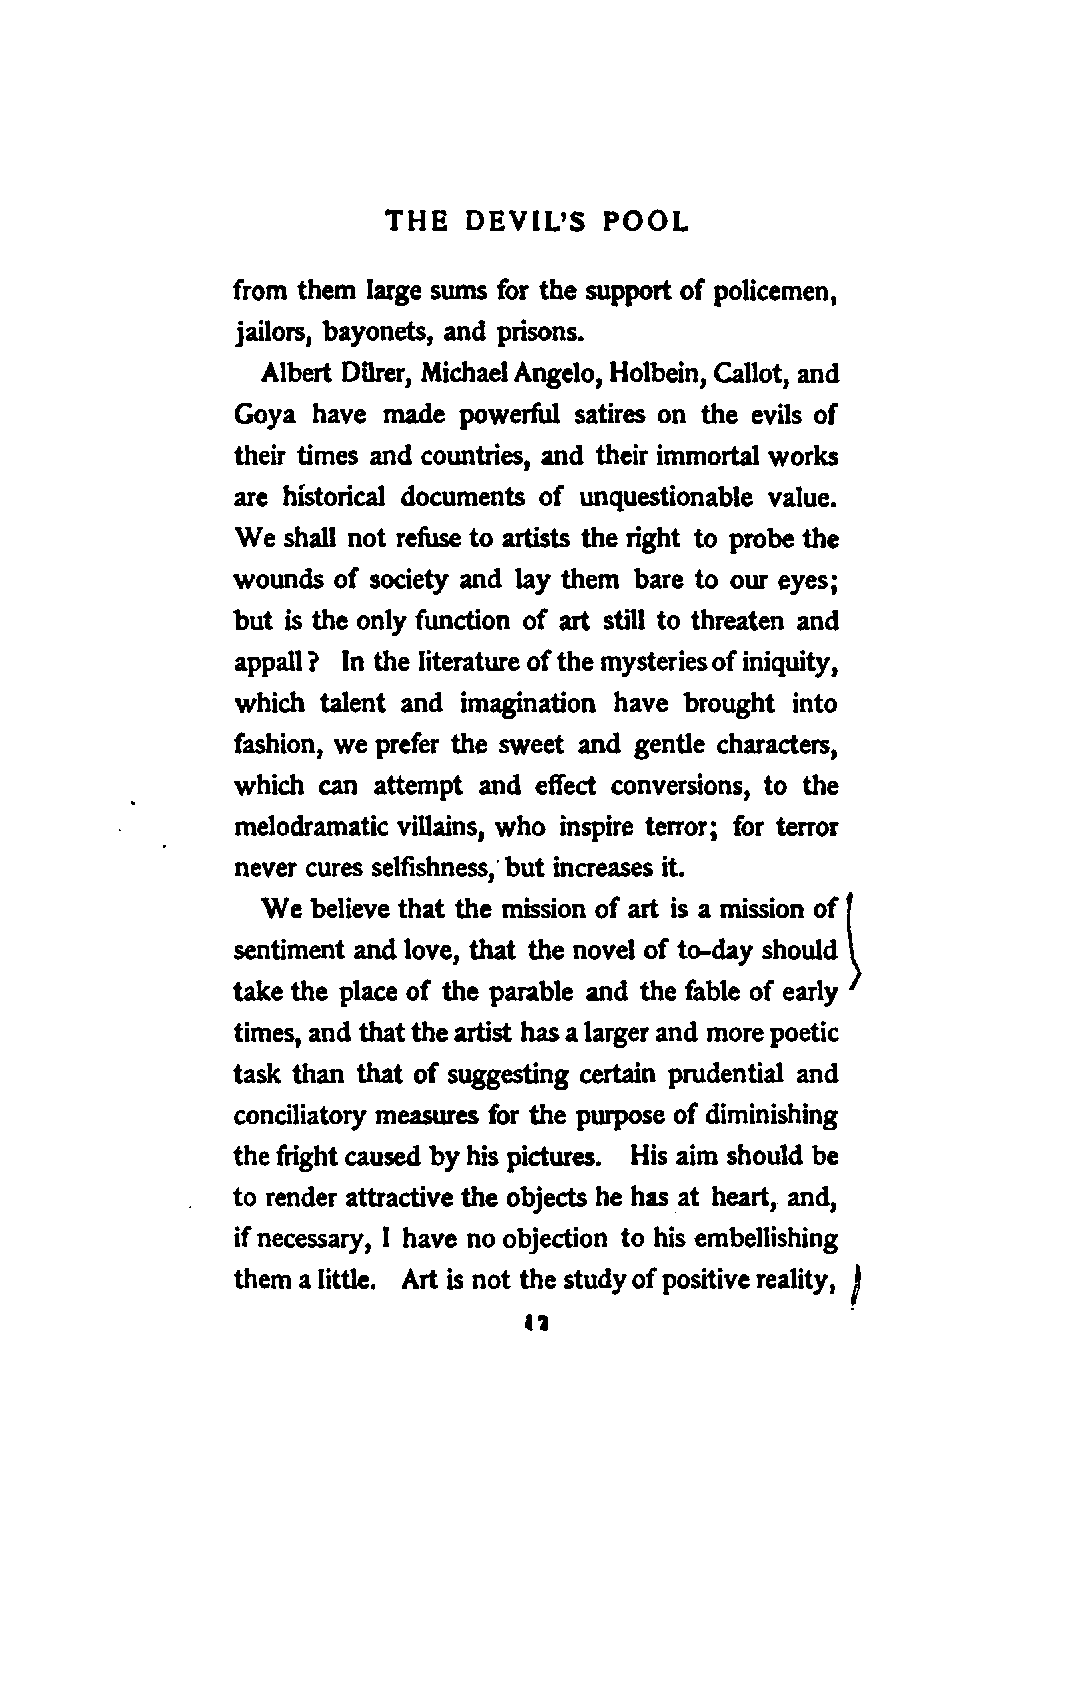 THE DEVIL'S POOL
from them large sums for the support of policemen,
jailors, bayonets, and prisons.
Albert Dürer, Michael Angelo, Holbein, Callot, and
Goya have made powerful satires on the evils of
their times and countries, and their immortal works
are historical documents of unquestionable value.
We shall not refuse to artists the right to probe the
wounds of society and lay them bare to our eyes;
but is the only function of art still to threaten and
appall? In the literature of the mysteries of iniquity,
which talent and imagination have brought into
fashion, we prefer the sweet and gentle characters,
which can attempt and effect conversions, to the
melodramatic villains, who inspire terror; for terror
never cures selfishness, but increases it.
We believe that the mission of art is a mission of
sentiment and love, that the novel of to-day should
take the place of the parable and the fable of early
times, and that the artist has a larger and more poetic
task than that of suggesting certain prudential and
conciliatory measures for the purpose of diminishing
the fright caused by his pictures. His aim should be
to render attractive the objects he has at heart, and,
if necessary, I have no objection to his embellishing
them a little. Art is not the study of positive reality,